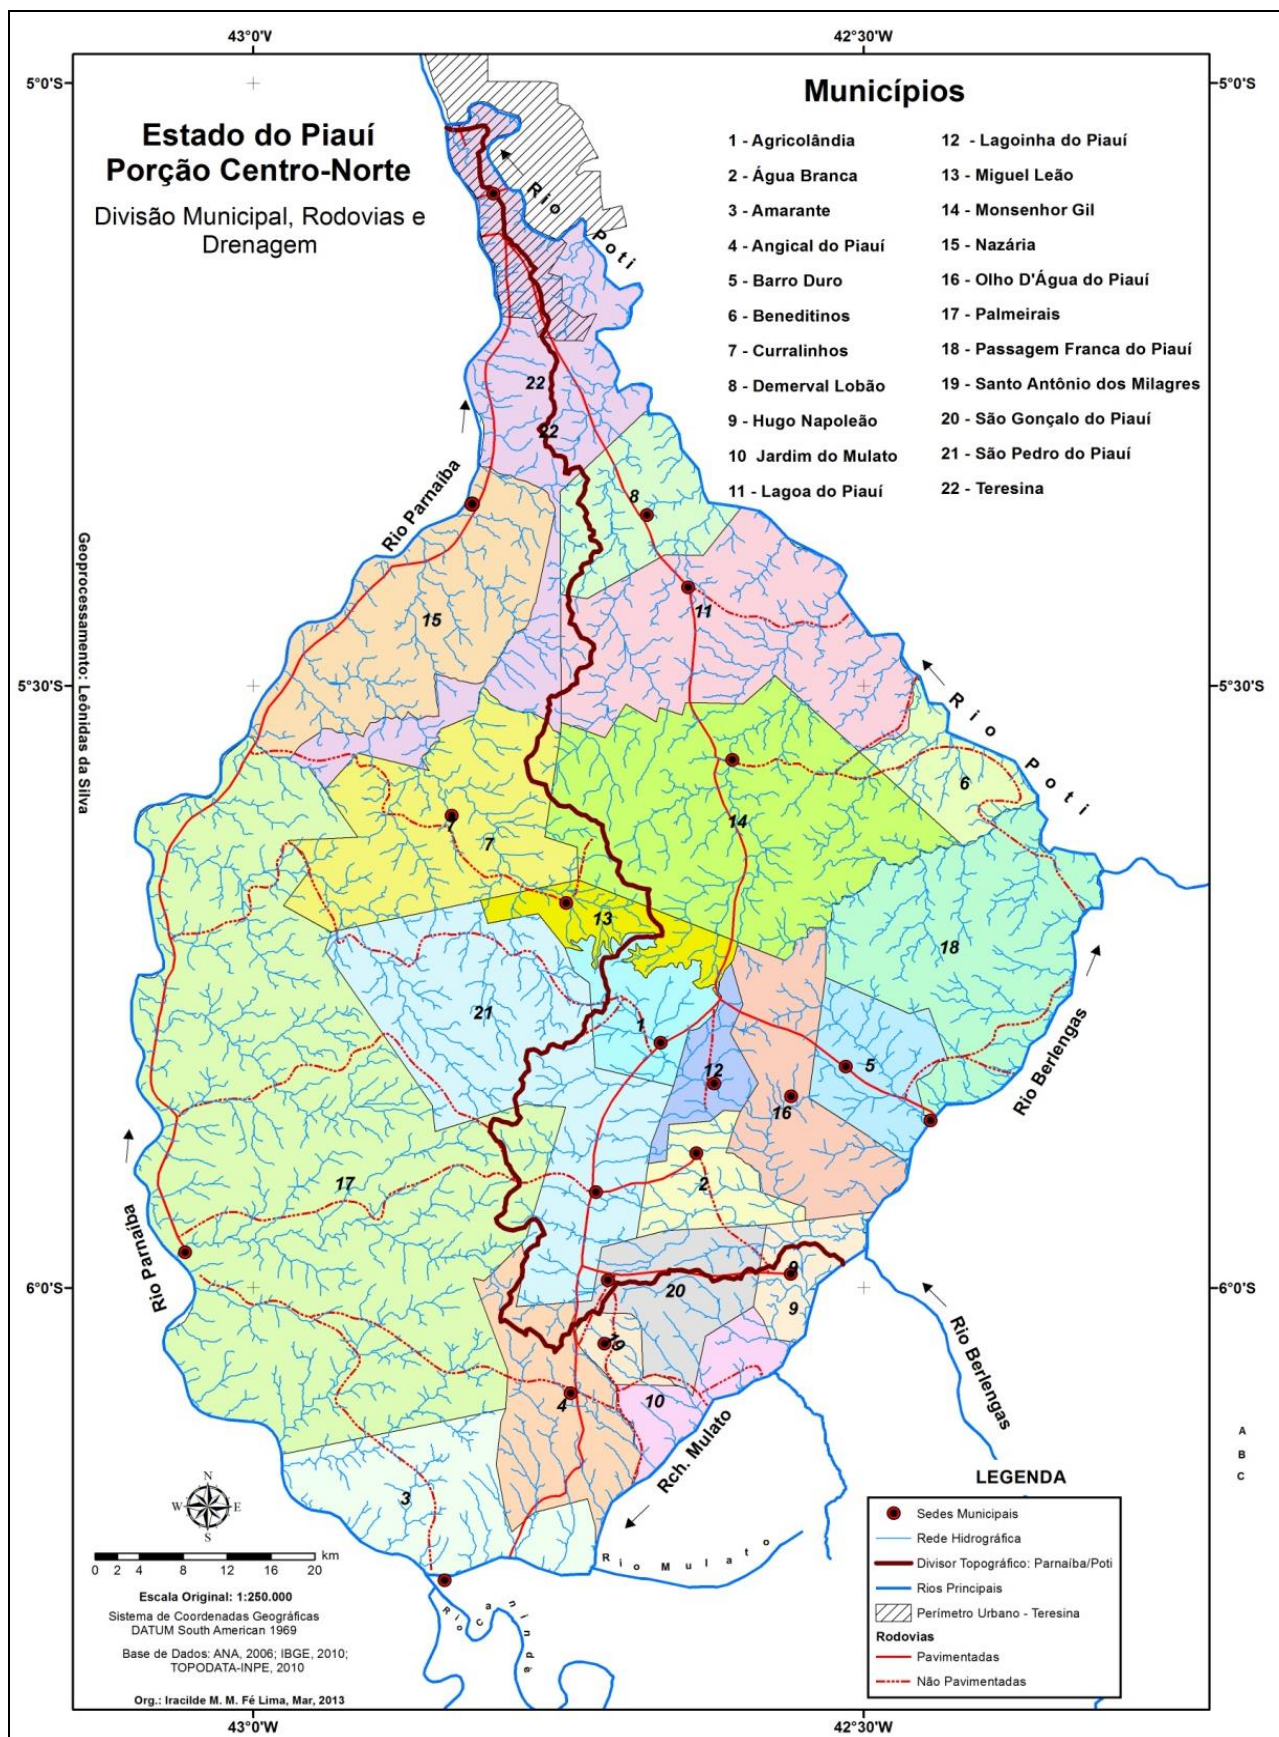 43°0'V
42°30'W
5°0'S
5°0'S
Estado do Piauí
Porção Centro-Norte
Divisão Municipal, Rodovias e
Drenagem
Municípios
1 - Agricolândia
2 - Água Branca
3 - Amarante
4 - Angical do Piauí
5 - Barro Duro
6 - Beneditinos
7 - Curralinhos
8 - Demerval Lobão
9 - Hugo Napoleão
10 Jardim do Mulato
11 - Lagoa do Piauí
12 - Lagoinha do Piauí
13 - Miguel Leão
14 - Monsenhor Gil
15 - Nazária
16 - Olho D'Água do Piauí
17 - Palmeirais
18 - Passagem Franca do Piauí
19 - Santo Antônio dos Milagres
20 - São Gonçalo do Piauí
21 - São Pedro do Piauí
22 - Teresina
Rio Poti
22
22
Rio Parnaíba
8
Geoprocessamento: Leônidas da Silva
15
11
5°30'S
5°30'S
Rio Poti
6
14
7
7
13
18
21
1
5
12
16
Rio Berlengas
17
2
Rio Parnaíba
6°0'S
6°0'S
9
20
9
19
Rio Berlengas
10
4
Rch. Mulato
3
Rio Mulato
Rio Canindé
A
B
C
N
W
E
S
0 2 4 8 12 16 20 km
Escala Original: 1:250.000
Sistema de Coordenadas Geográficas
DATUM South American 1969
Base de Dados: ANA, 2006; IBGE, 2010;
TOPODATA-INPE, 2010
Org.: Iracilde M. M. Fé Lima, Mar, 2013
LEGENDA
Sedes Municipais
Rede Hidrográfica
Divisor Topográfico: Parnaíba/Poti
Rios Principais
Perímetro Urbano - Teresina
Rodovias
Pavimentadas
Não Pavimentadas
43°0'W
42°30'W